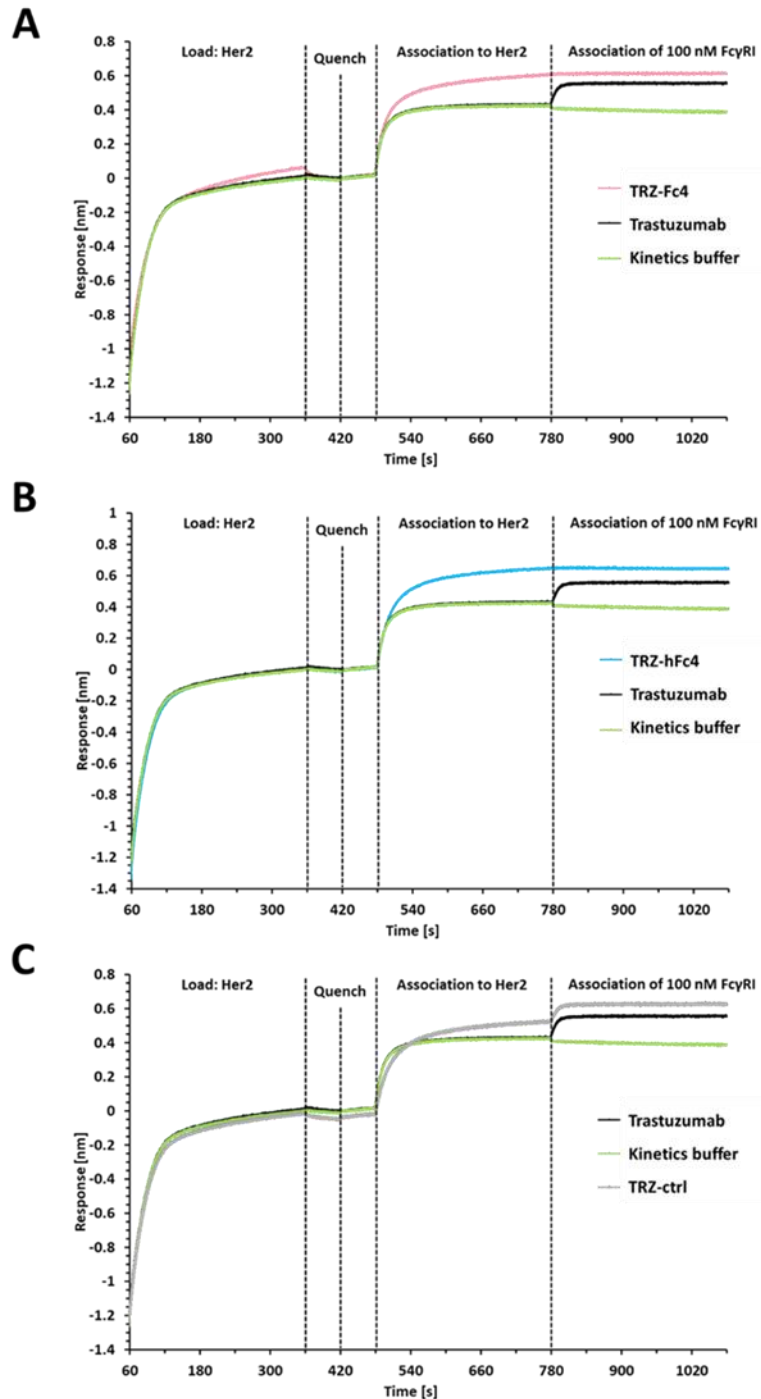 A
Load: Her2
Quench
Association to Her2
Association of 100 nM FcγRI
0.8
0.6
0.4
0.2
0
-0.2
-0.4
-0.6
-0.8
-1
-1.2
-1.4
Response [nm]
TRZ-Fc4
Trastuzumab
Kinetics buffer
60 180 300 420 540 660 780 900 1020
Time [s]
B
Load: Her2
Quench
Association to Her2
Association of 100 nM FcγRI
1
0.8
0.6
0.4
0.2
0
-0.2
-0.4
-0.6
-0.8
-1
-1.2
-1.4
Response [nm]
TRZ-hFc4
Trastuzumab
Kinetics buffer
60 180 300 420 540 660 780 900 1020
Time [s]
C
Load: Her2
Quench
Association to Her2
Association of 100 nM FcγRI
0.8
0.6
0.4
0.2
0
-0.2
-0.4
-0.6
-0.8
-1
-1.2
-1.4
Response [nm]
Trastuzumab
Kinetics buffer
TRZ-ctrl
60 180 300 420 540 660 780 900 1020
Time [s]